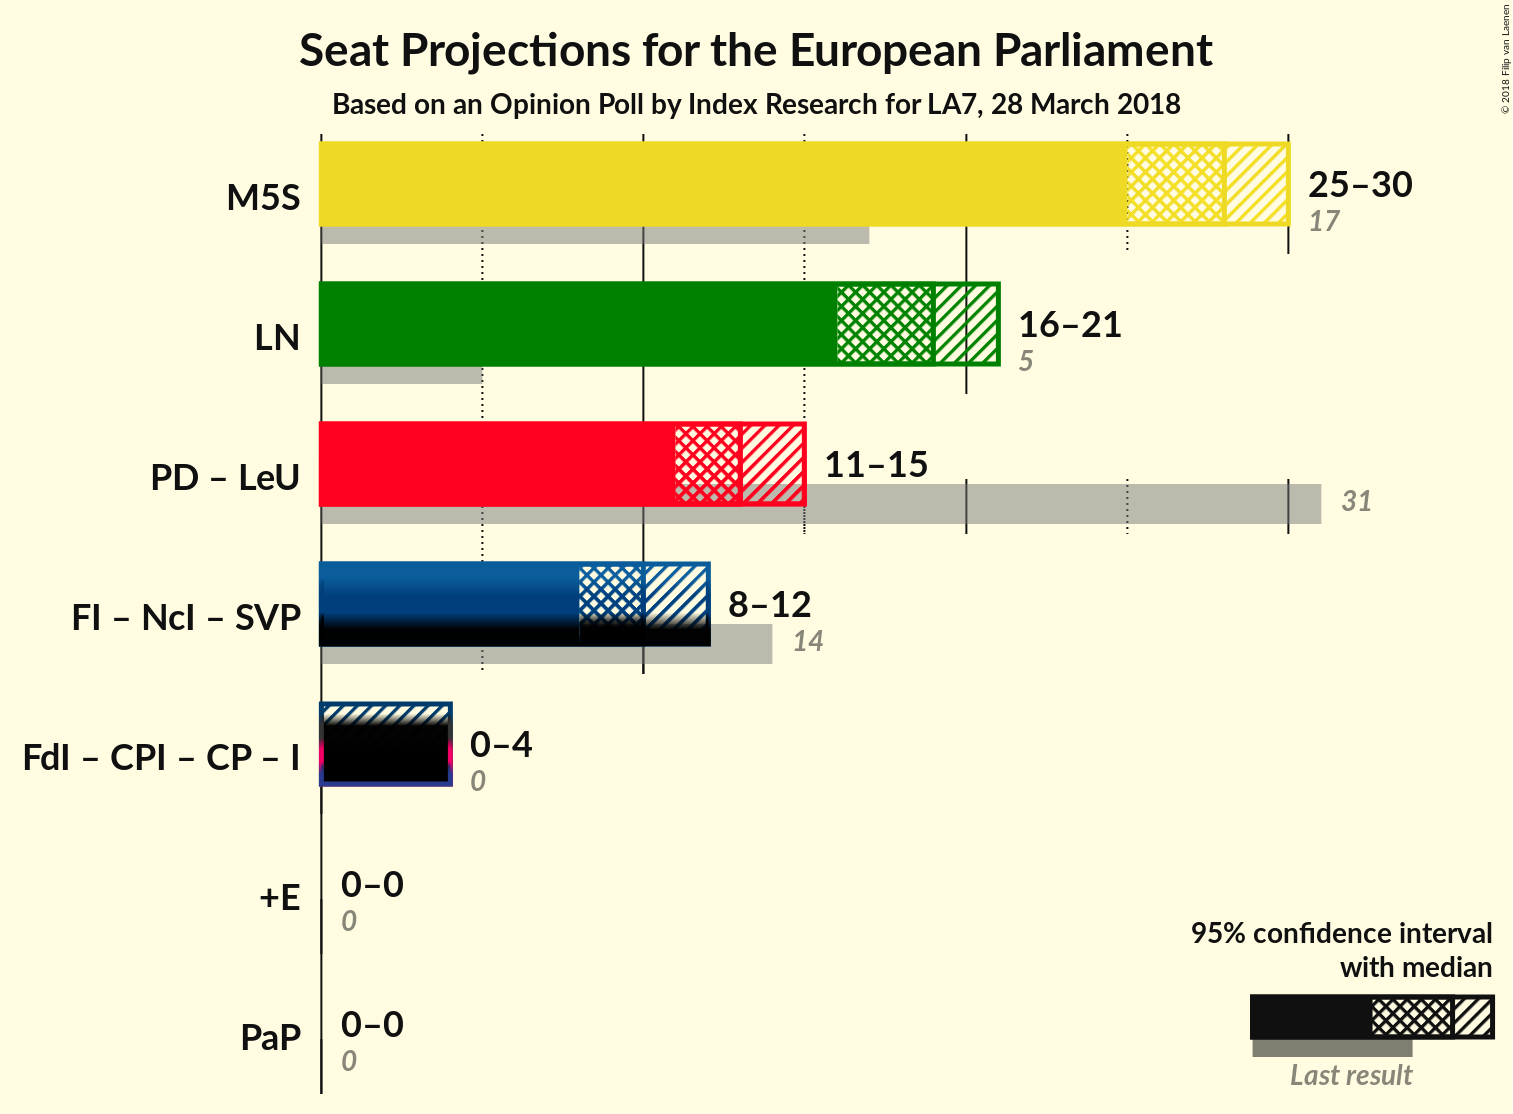 Seat Projections for the European Parliament
Based on an Opinion Poll by Index Research for LA7, 28 March 2018
© 2018 Filip van Laenen
M5S
25–30
17
LN
16–21
5
PD – LeU
11–15
31
FI – NcI – SVP
8–12
14
FdI – CPI – CP – I
0–4
0
+E
0–0
0
PaP
0–0
0
95% confidence interval
with median
Last result